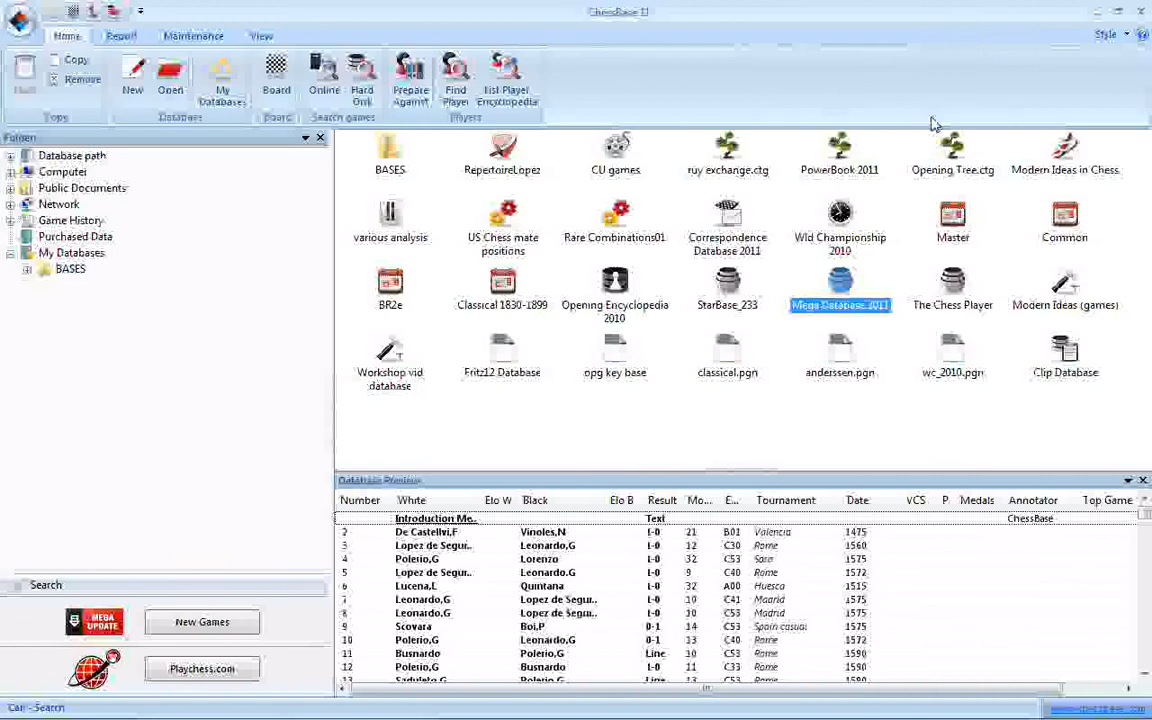 ChessBase 11
Home Report Maintenance View Style
Copy
Remove
New Open My Databases Board Online Hard Disk Prepare Against Find Player List Player Encyclopedia
Copy Database Board Search games Players
Database path
Computer
Public Documents
Network
Game History
Purchased Data
My Databases
BASES
BASES RepertoireLopez CU games ruy exchange.ctg PowerBook 2011 Opening Tree.ctg Modern Ideas in Chess
various analysis US Chess mate positions Rare Combinations01 Correspondence Database 2011 Wld Championship 2010 Master Common
BR2e Classical 1830-1899 Opening Encyclopedia 2010 StarBase_233 Mega Database 2011 The Chess Player Modern Ideas (games)
Workshop vid database Fritz12 Database opg key base classical.pgn anderssen.pgn wc_2010.pgn Clip Database
Database Preview
Number White Elo W Black Elo B Result Mo... E... Tournament Date VCS P Medals Annotator Top Game
Introduction Me.. Text ChessBase
2 De Castellvi,F Vinoles,N 1-0 21 B01 Valencia 1475
3 Lopez de Segur.. Leonardo,G 1-0 12 C30 Rome 1560
4 Polerio,G Lorenzo 1-0 32 C53 Sora 1575
5 Lopez de Segur.. Leonardo,G 1-0 9 C40 Rome 1572
6 Lucena,L Quintana 1-0 32 A00 Huesca 1515
7 Leonardo,G Lopez de Segur.. 1-0 10 C41 Madrid 1575
8 Leonardo,G Lopez de Segur.. 1-0 10 C53 Madrid 1575
9 Scovara Boi,P 0-1 14 C53 Spain casual 1575
10 Polerio,G Leonardo,G 0-1 13 C40 Rome 1572
11 Busnardo Polerio,G Line 10 C53 Rome 1590
12 Polerio,G Busnardo 1-0 11 C33 Rome 1590
Search
MEGA UPDATE New Games
Playchess.com